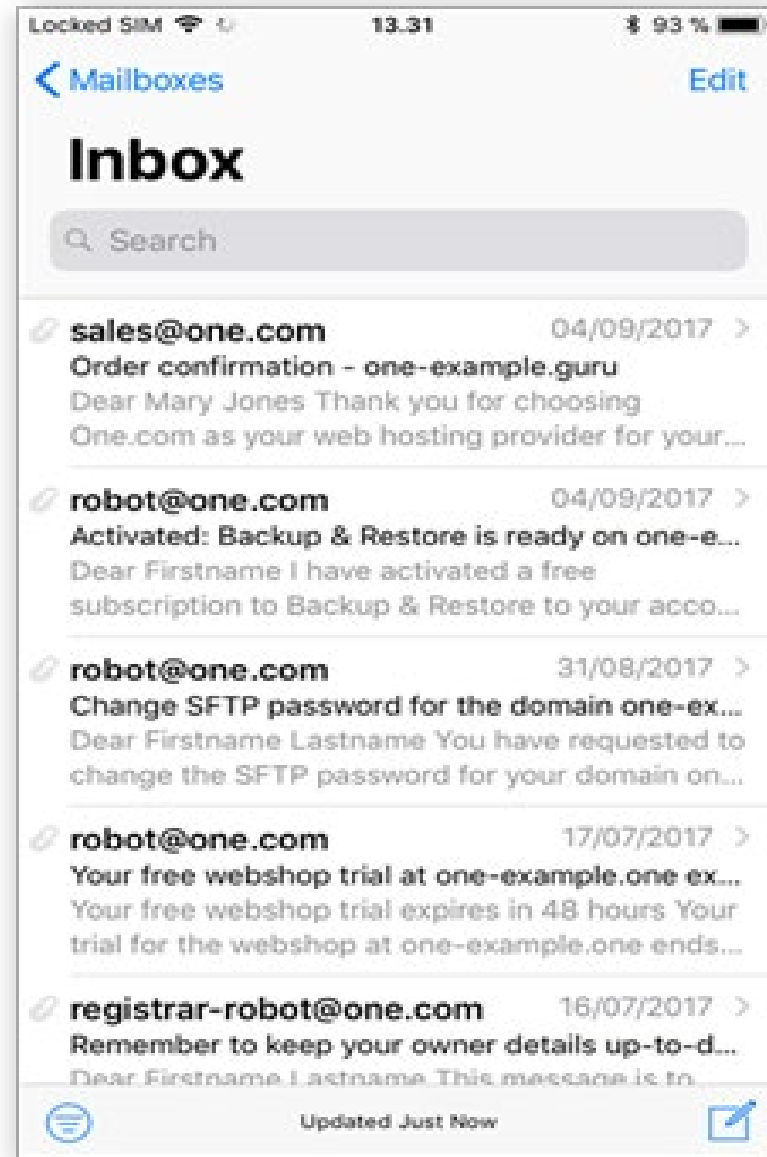 Locked SIM 13.31 93 %
Mailboxes Edit
Inbox
Search
sales@one.com 04/09/2017
Order confirmation - one-example.guru
Dear Mary Jones Thank you for choosing
One.com as your web hosting provider for your...
robot@one.com 04/09/2017
Activated: Backup & Restore is ready on one-e...
Dear Firstname I have activated a free
subscription to Backup & Restore to your acco...
robot@one.com 31/08/2017
Change SFTP password for the domain one-ex...
Dear Firstname Lastname You have requested to
change the SFTP password for your domain on...
robot@one.com 17/07/2017
Your free webshop trial at one-example.one ex...
Your free webshop trial expires in 48 hours Your
trial for the webshop at one-example.one ends...
registrar-robot@one.com 16/07/2017
Remember to keep your owner details up-to-d...
Dear Firstname Lastname This message is to
Updated Just Now